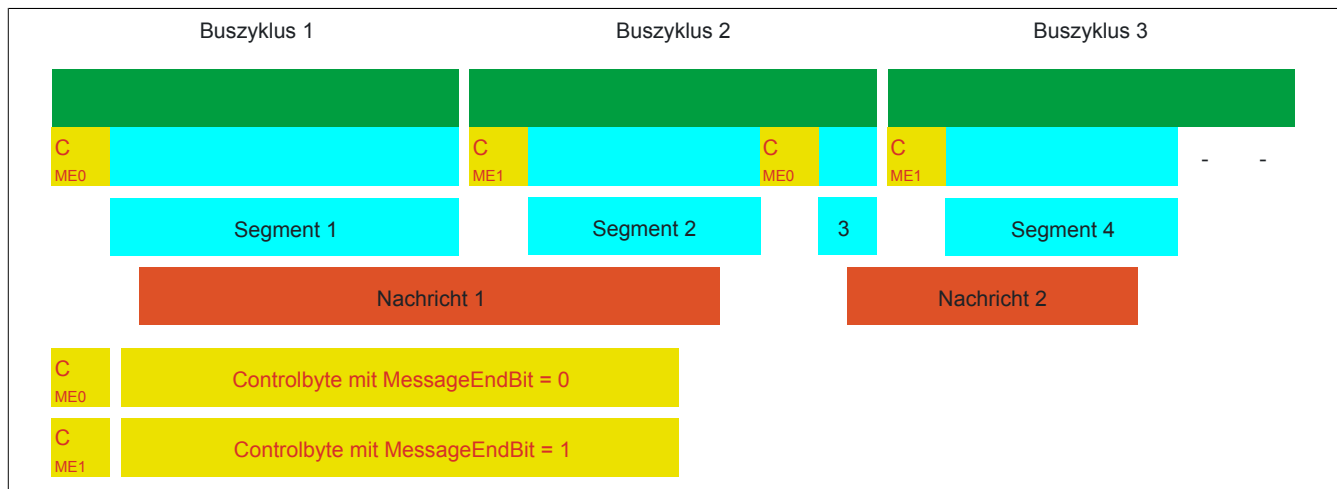 Buszyklus 1 Buszyklus 2 Buszyklus 3
C C C C
ME0 ME1 ME0 ME1 - -
Segment 1 Segment 2 3 Segment 4
Nachricht 1 Nachricht 2
C
ME0
Controlbyte mit MessageEndBit = 0
C
ME1
Controlbyte mit MessageEndBit = 1